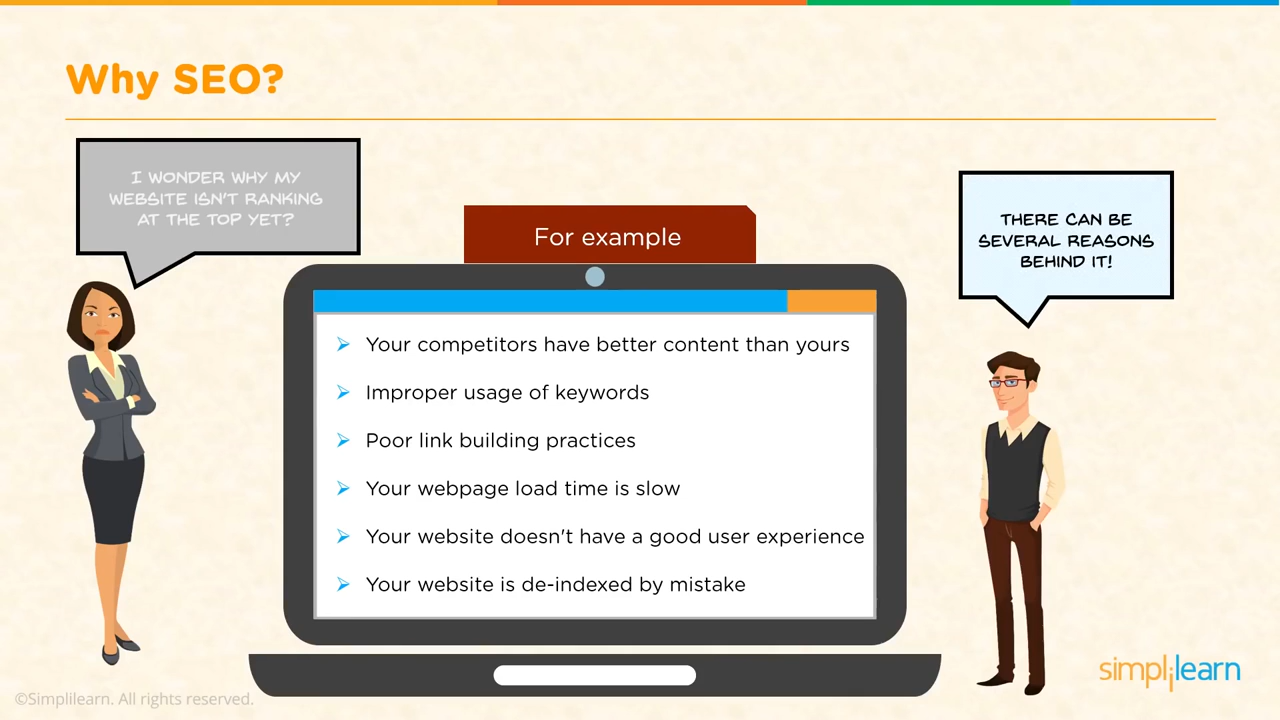 Why SEO?
I WONDER WHY MY
WEBSITE ISN'T RANKING
AT THE TOP YET?
THERE CAN BE
SEVERAL REASONS
BEHIND IT!
For example
Your competitors have better content than yours
Improper usage of keywords
Poor link building practices
Your webpage load time is slow
Your website doesn't have a good user experience
Your website is de-indexed by mistake
simplilearn
©Simplilearn. All rights reserved.